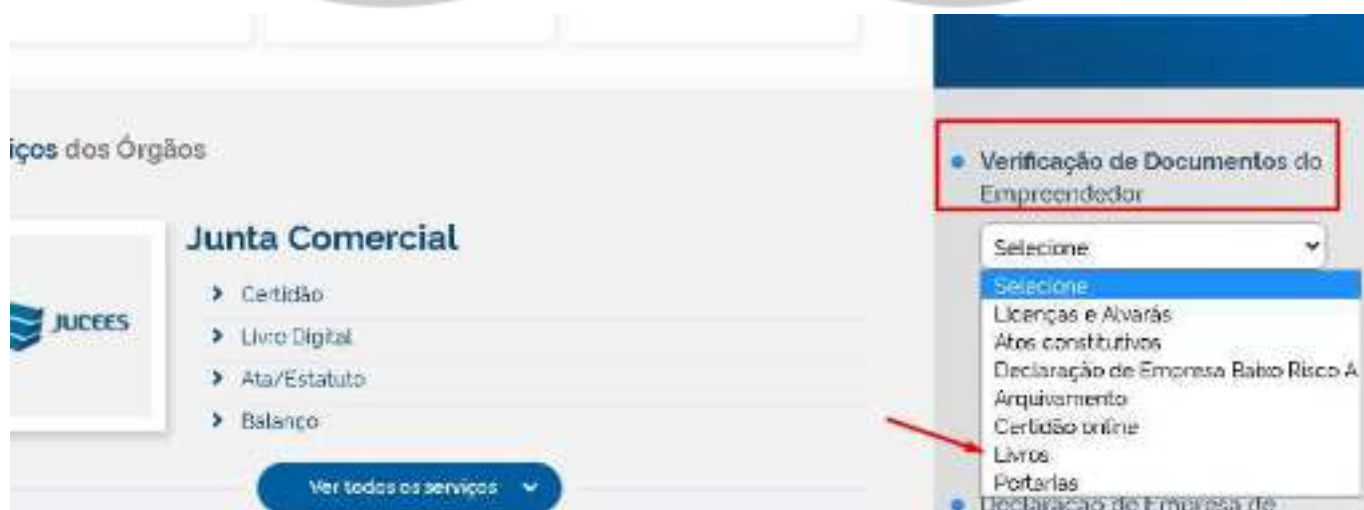 iços dos Órgãos
JUCEES
Junta Comercial
Certidão
Livro Digital
Ata/Estatuto
Balanço
Ver todos os serviços
Verificação de Documentos do
Empreendedor
Selecione
Selecione
Licenças e Alvarás
Atos constitutivos
Declaração de Empresa Baixo Risco A
Arquivamento
Certidão online
Livros
Portarias
Declaração de Empresa de